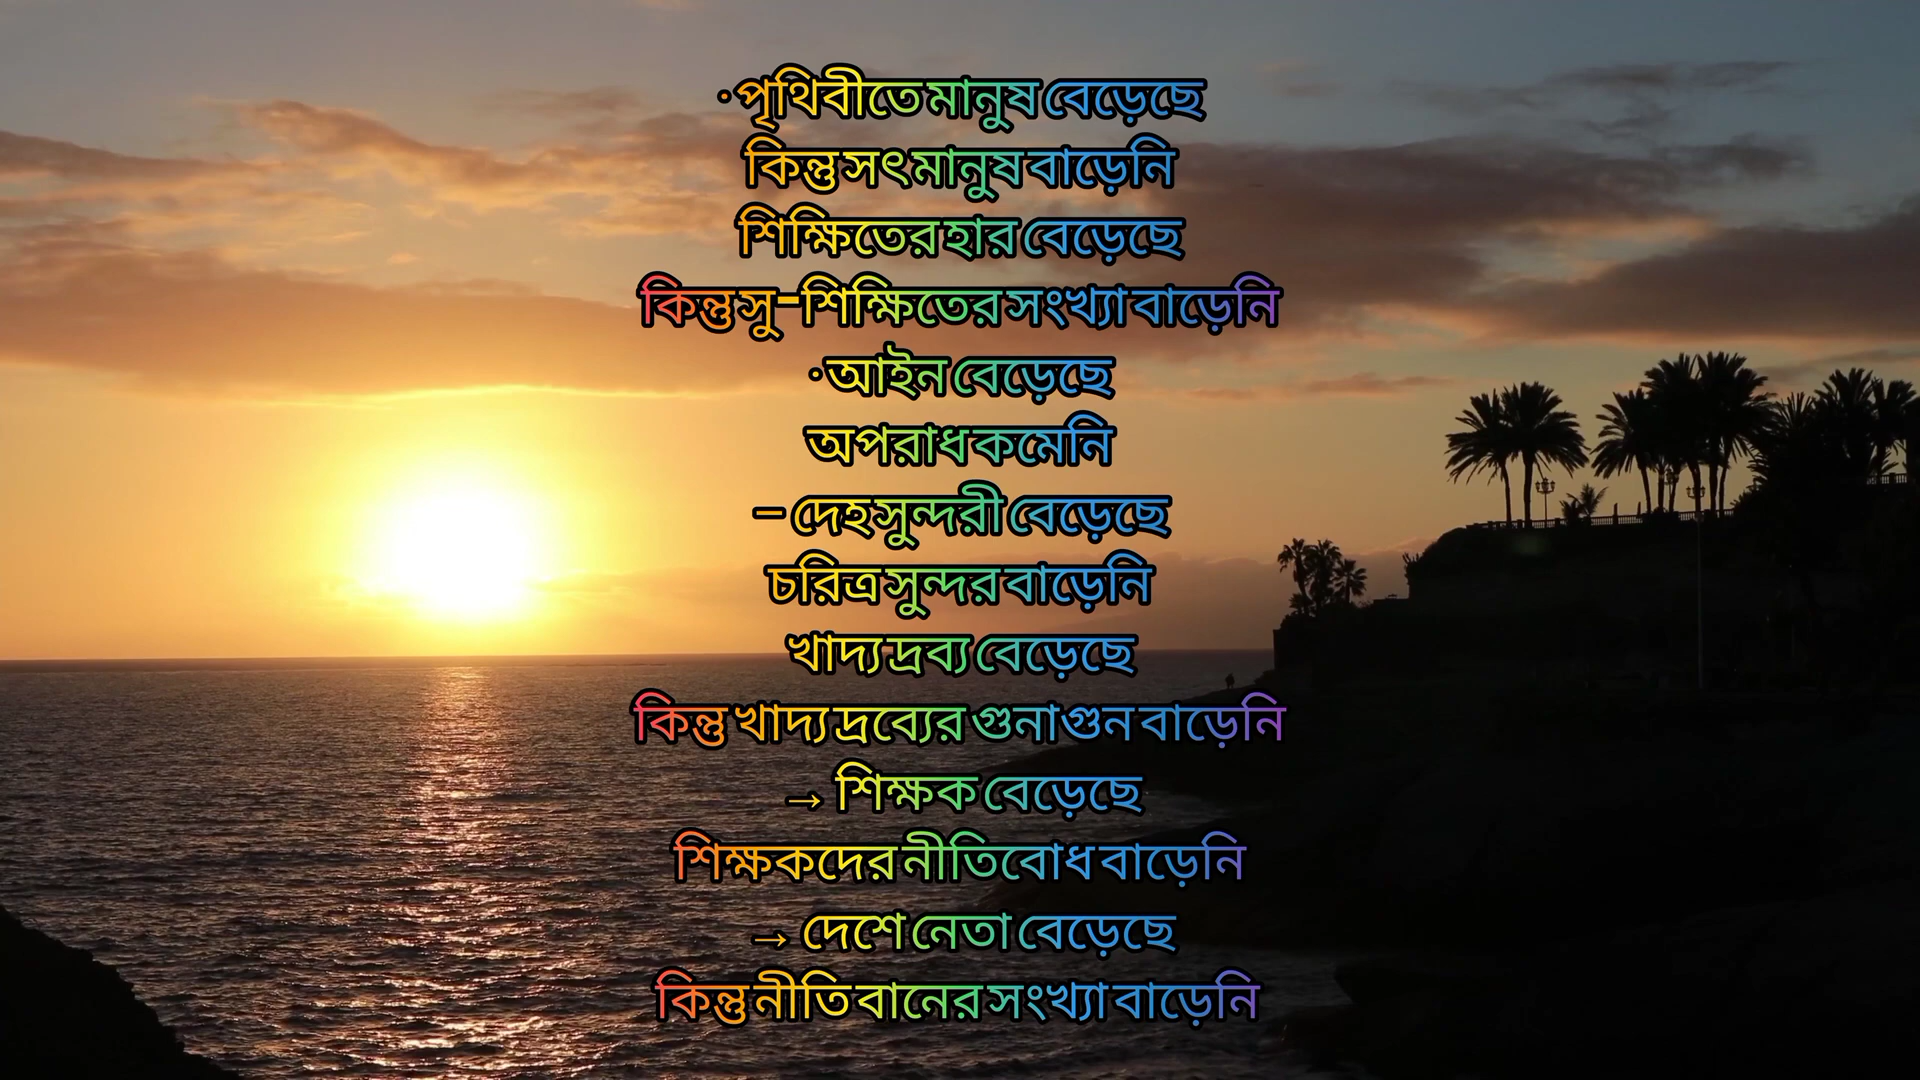 ·পৃথিবীতে মানুষ বেড়েছে
কিন্তু সৎ মানুষ বাড়েনি
শিক্ষিতের হার বেড়েছে
কিন্তু সু-শিক্ষিতের সংখ্যা বাড়েনি
·আইন বেড়েছে
অপরাধ কমেনি
– দেহ সুন্দরী বেড়েছে
চরিত্র সুন্দর বাড়েনি
খাদ্য দ্রব্য বেড়েছে
কিন্তু খাদ্য দ্রব্যের গুনাগুন বাড়েনি
→ শিক্ষক বেড়েছে
শিক্ষকদের নীতিবোধ বাড়েনি
→ দেশে নেতা বেড়েছে
কিন্তু নীতিবানের সংখ্যা বাড়েনি